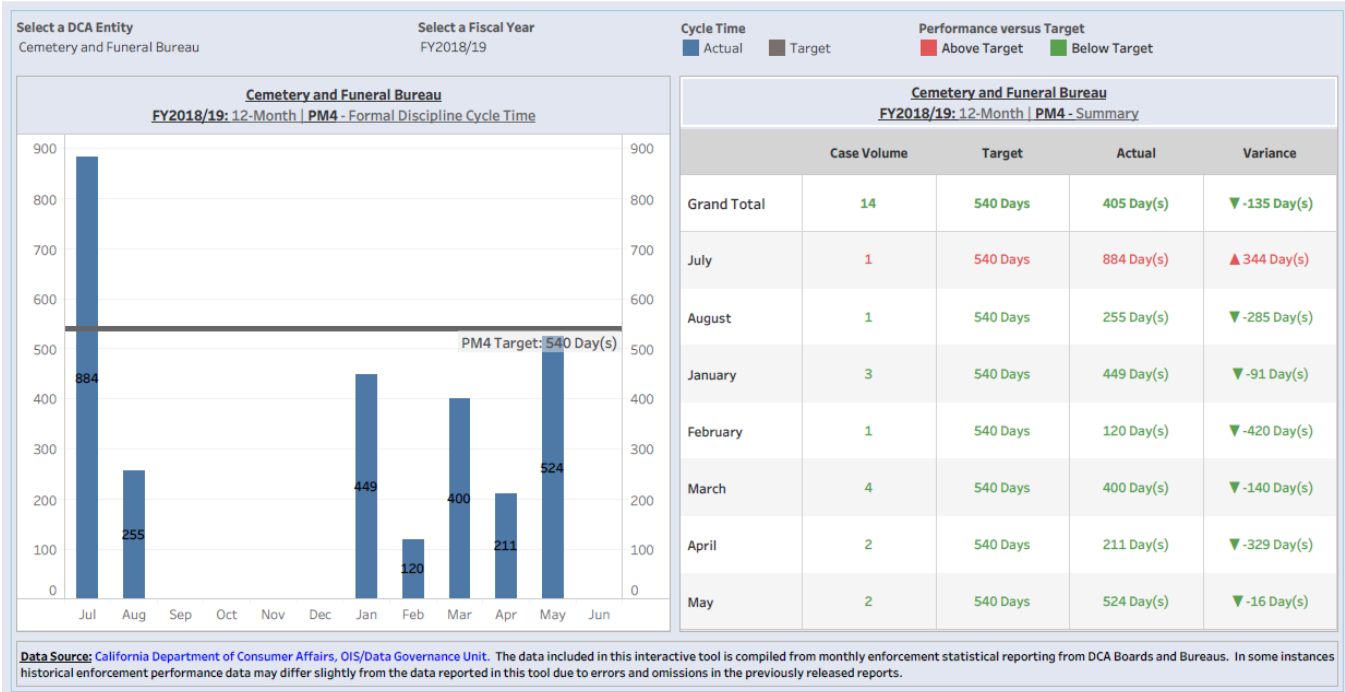 Select a DCA Entity
Cemetery and Funeral Bureau
Select a Fiscal Year
FY2018/19
Cycle Time
Actual Target
Performance versus Target
Above Target Below Target
Cemetery and Funeral Bureau
FY2018/19: 12-Month | PM4 - Formal Discipline Cycle Time
900 900
800 800
700 700
600 600
500 500
400 400
300 300
200 200
100 100
0 0
PM4 Target: 540 Day(s)
884
255
449
120
400
211
524
Jul Aug Sep Oct Nov Dec Jan Feb Mar Apr May Jun
Cemetery and Funeral Bureau
FY2018/19: 12-Month | PM4 - Summary
Case Volume Target Actual Variance
Grand Total 14 540 Days 405 Day(s) ▼ -135 Day(s)
July 1 540 Days 884 Day(s) ▲ 344 Day(s)
August 1 540 Days 255 Day(s) ▼ -285 Day(s)
January 3 540 Days 449 Day(s) ▼ -91 Day(s)
February 1 540 Days 120 Day(s) ▼ -420 Day(s)
March 4 540 Days 400 Day(s) ▼ -140 Day(s)
April 2 540 Days 211 Day(s) ▼ -329 Day(s)
May 2 540 Days 524 Day(s) ▼ -16 Day(s)
Data Source: California Department of Consumer Affairs, OIS/Data Governance Unit. The data included in this interactive tool is compiled from monthly enforcement statistical reporting from DCA Boards and Bureaus. In some instances
historical enforcement performance data may differ slightly from the data reported in this tool due to errors and omissions in the previously released reports.